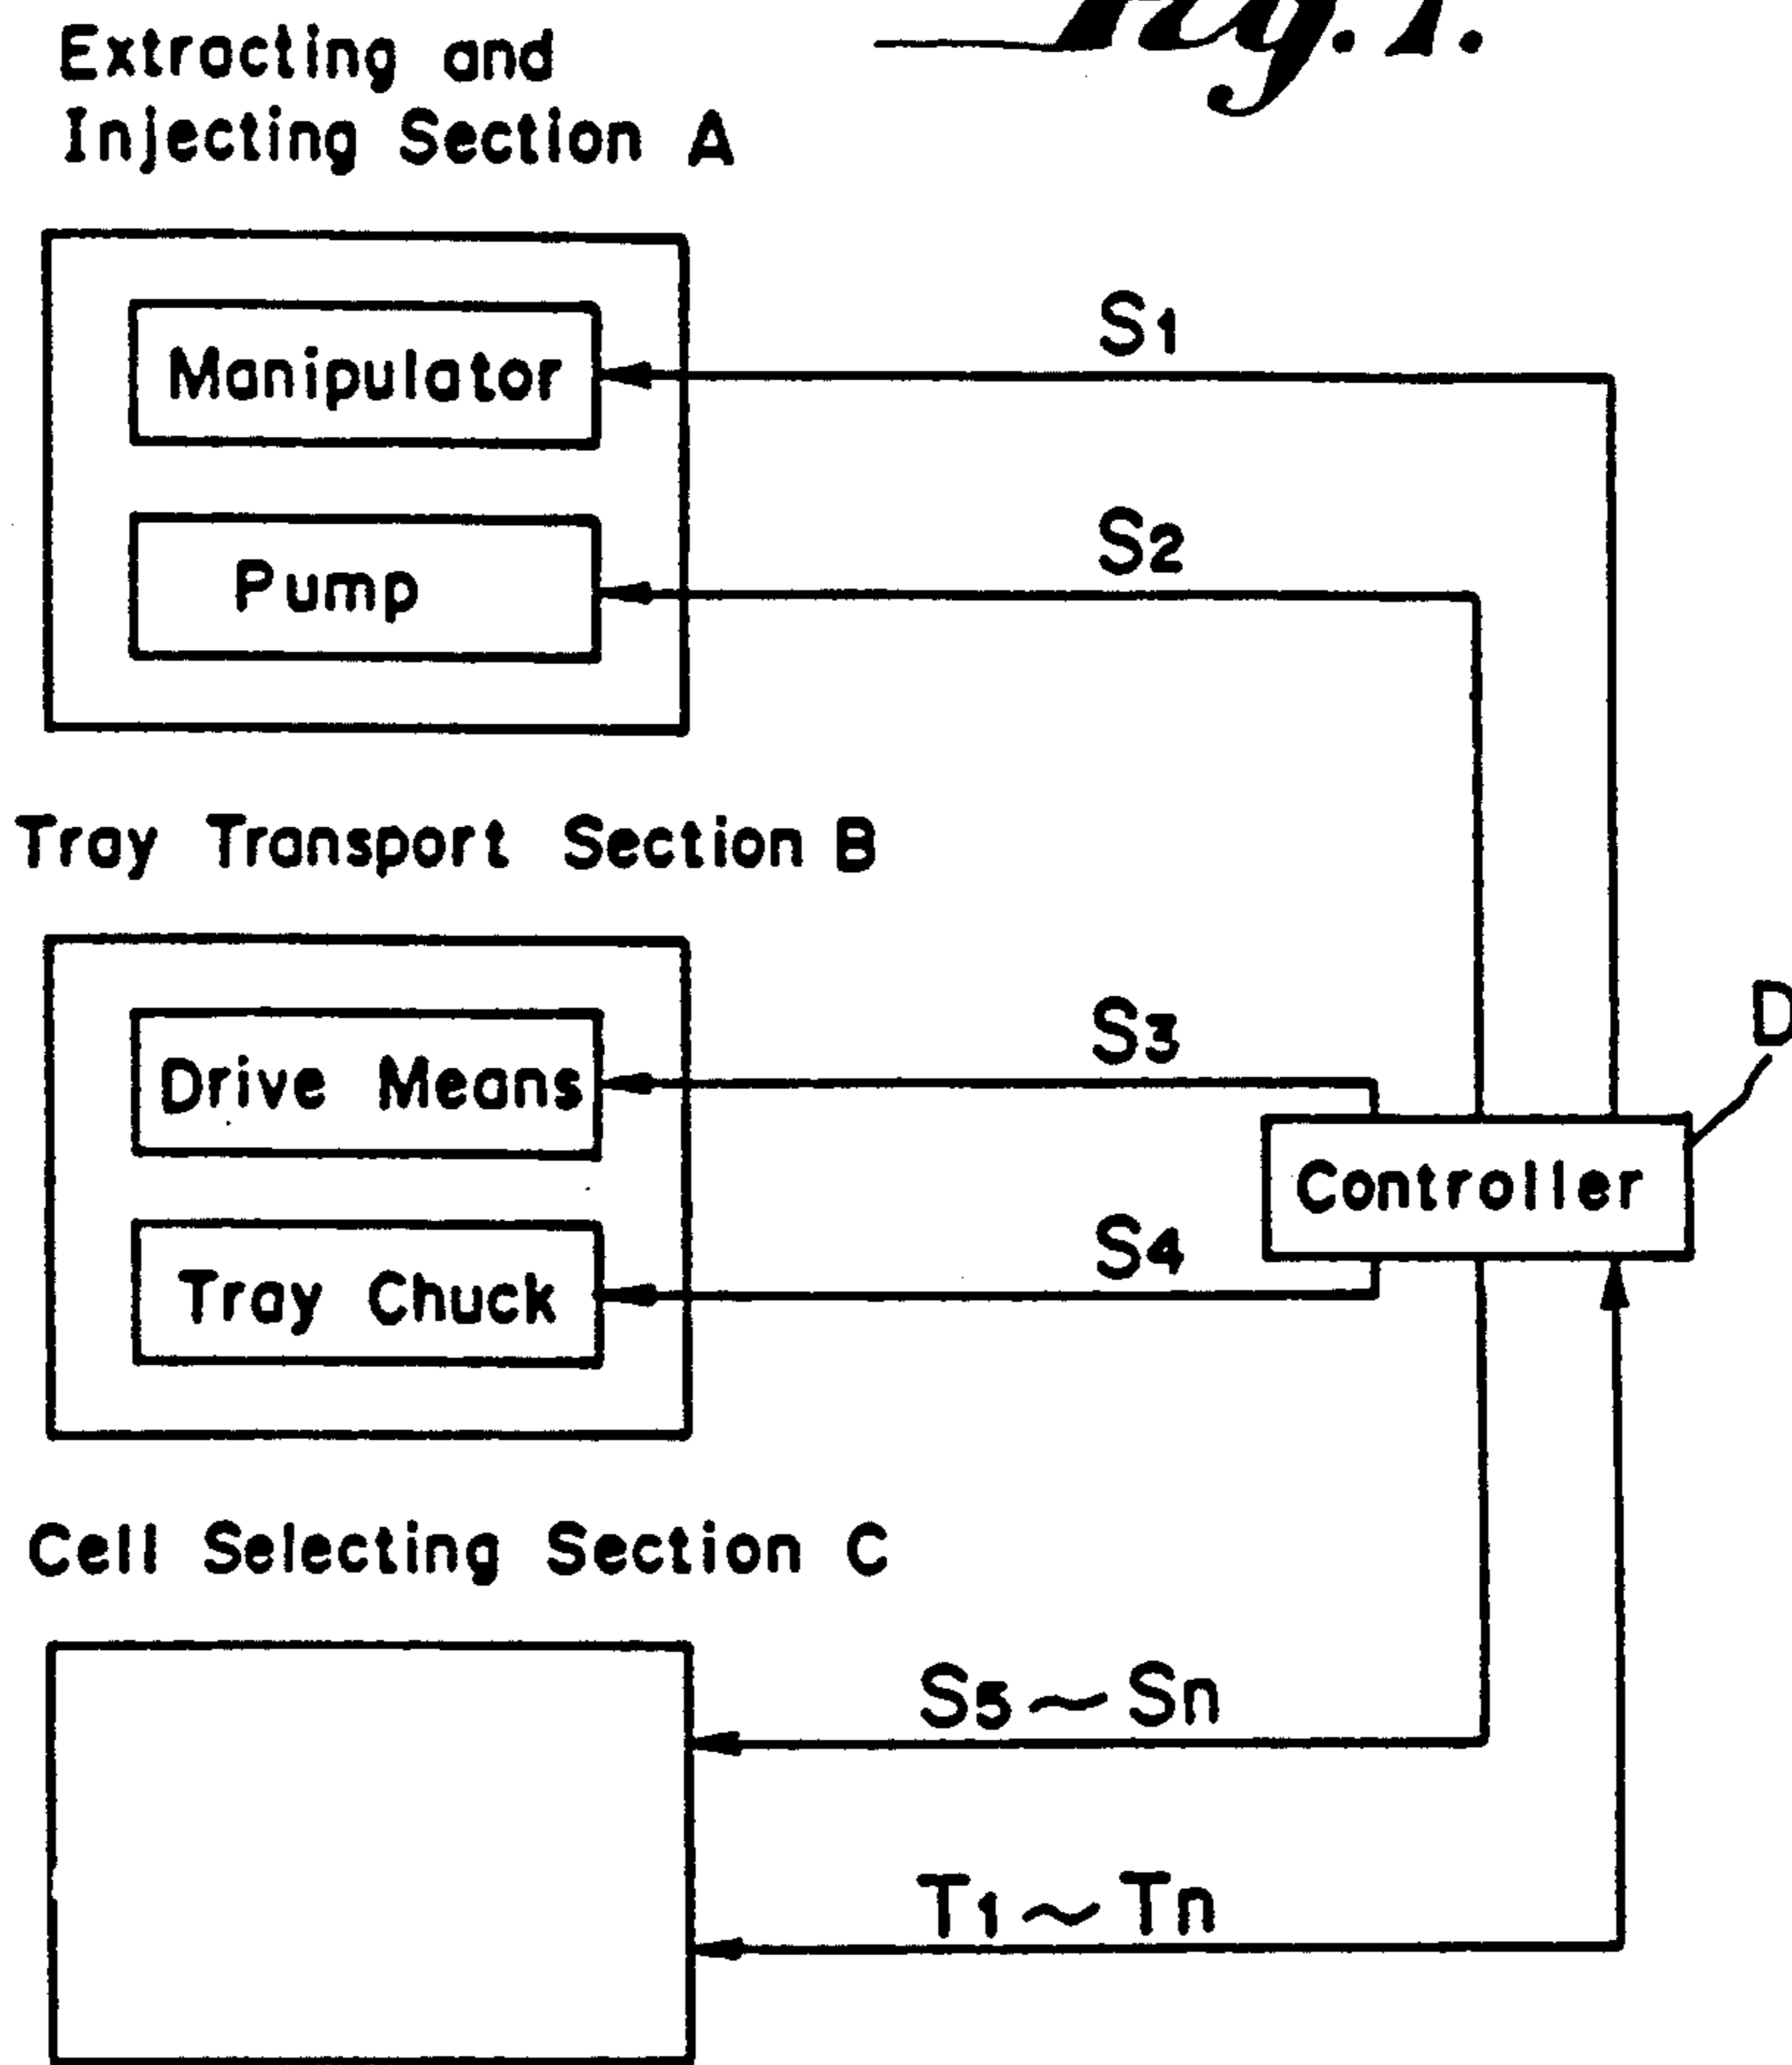 Fig. 1.
Extracting and
Injecting Section A
Manipulator
S1
Pump
S2
Tray Transport Section B
Drive Means
S3
D
Controller
Tray Chuck
S4
Cell Selecting Section C
S5~Sn
T1~Tn